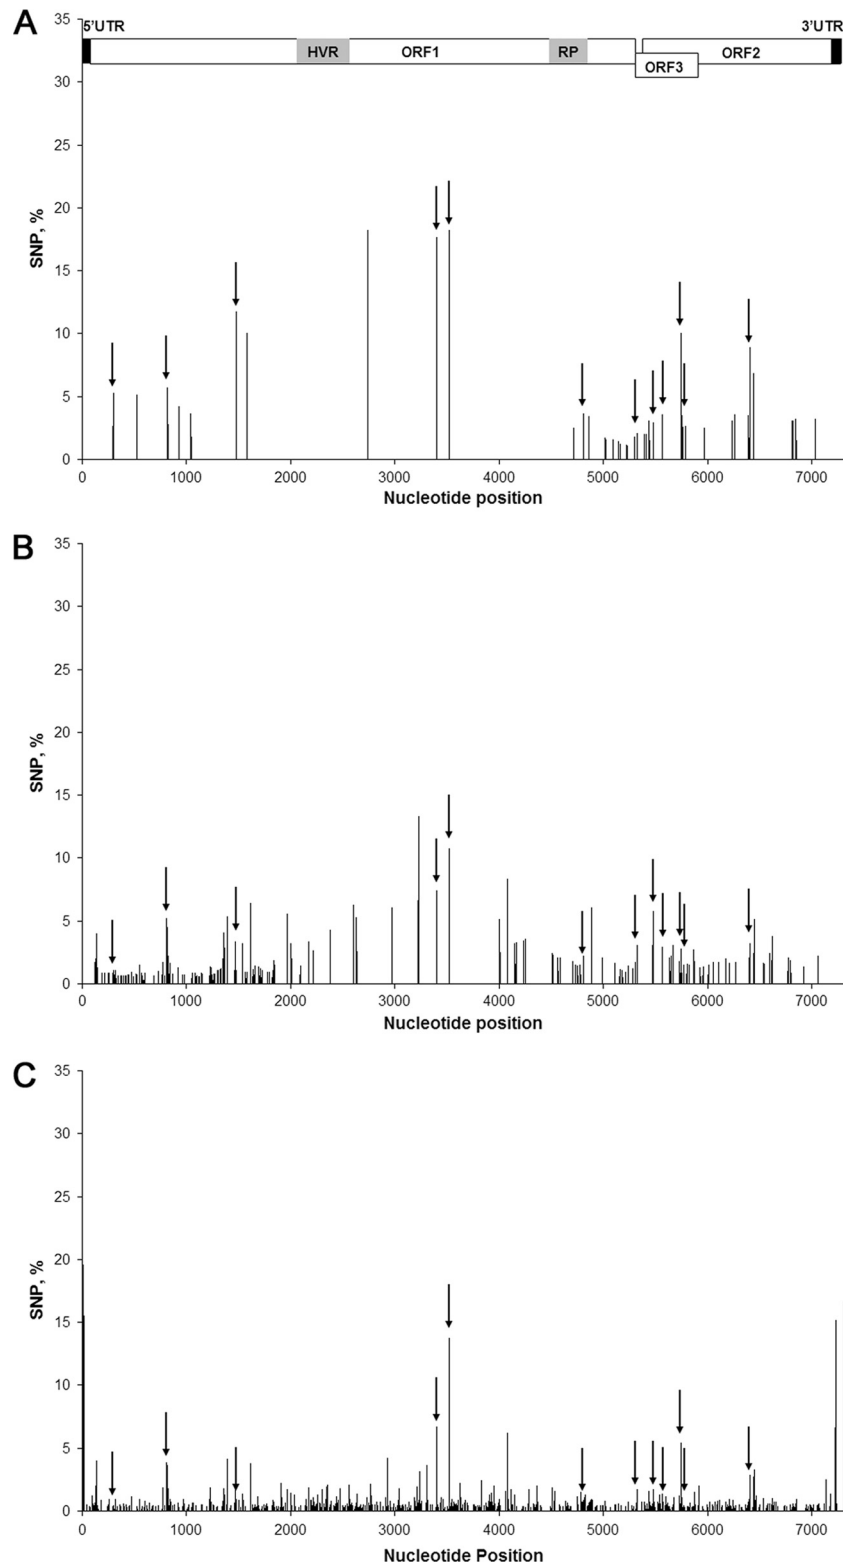 A
5'UTR
3'UTR
HVR
ORF1
RP
ORF3
ORF2
SNP, %
35
30
25
20
15
10
5
0
0 1000 2000 3000 4000 5000 6000 7000
Nucleotide position
B
SNP, %
35
30
25
20
15
10
5
0
0 1000 2000 3000 4000 5000 6000 7000
Nucleotide position
C
SNP, %
35
30
25
20
15
10
5
0
0 1000 2000 3000 4000 5000 6000 7000
Nucleotide Position